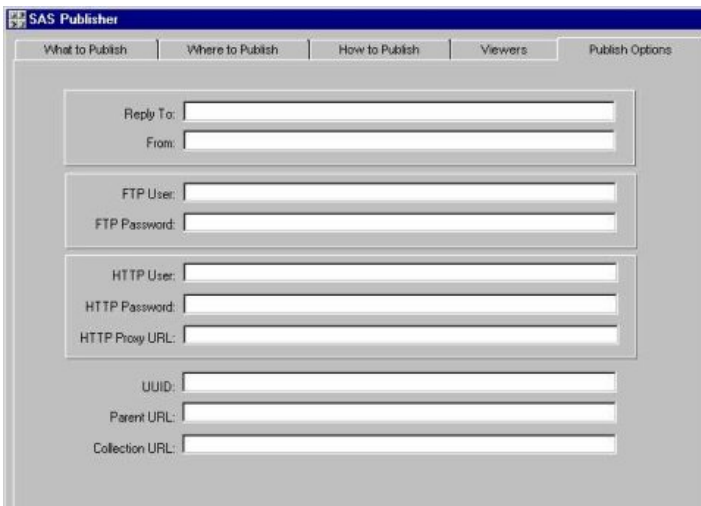 SAS Publisher
What to Publish Where to Publish How to Publish Viewers Publish Options
Reply To:
From:
FTP User:
FTP Password:
HTTP User:
HTTP Password:
HTTP Proxy URL:
UUID:
Parent URL:
Collection URL: